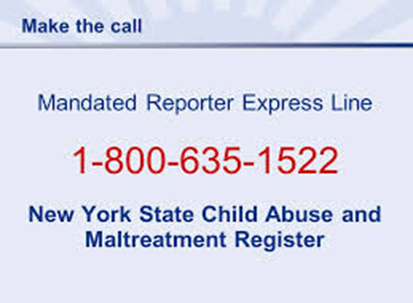 Make the call
Mandated Reporter Express Line
1-800-635-1522
New York State Child Abuse and
Maltreatment Register